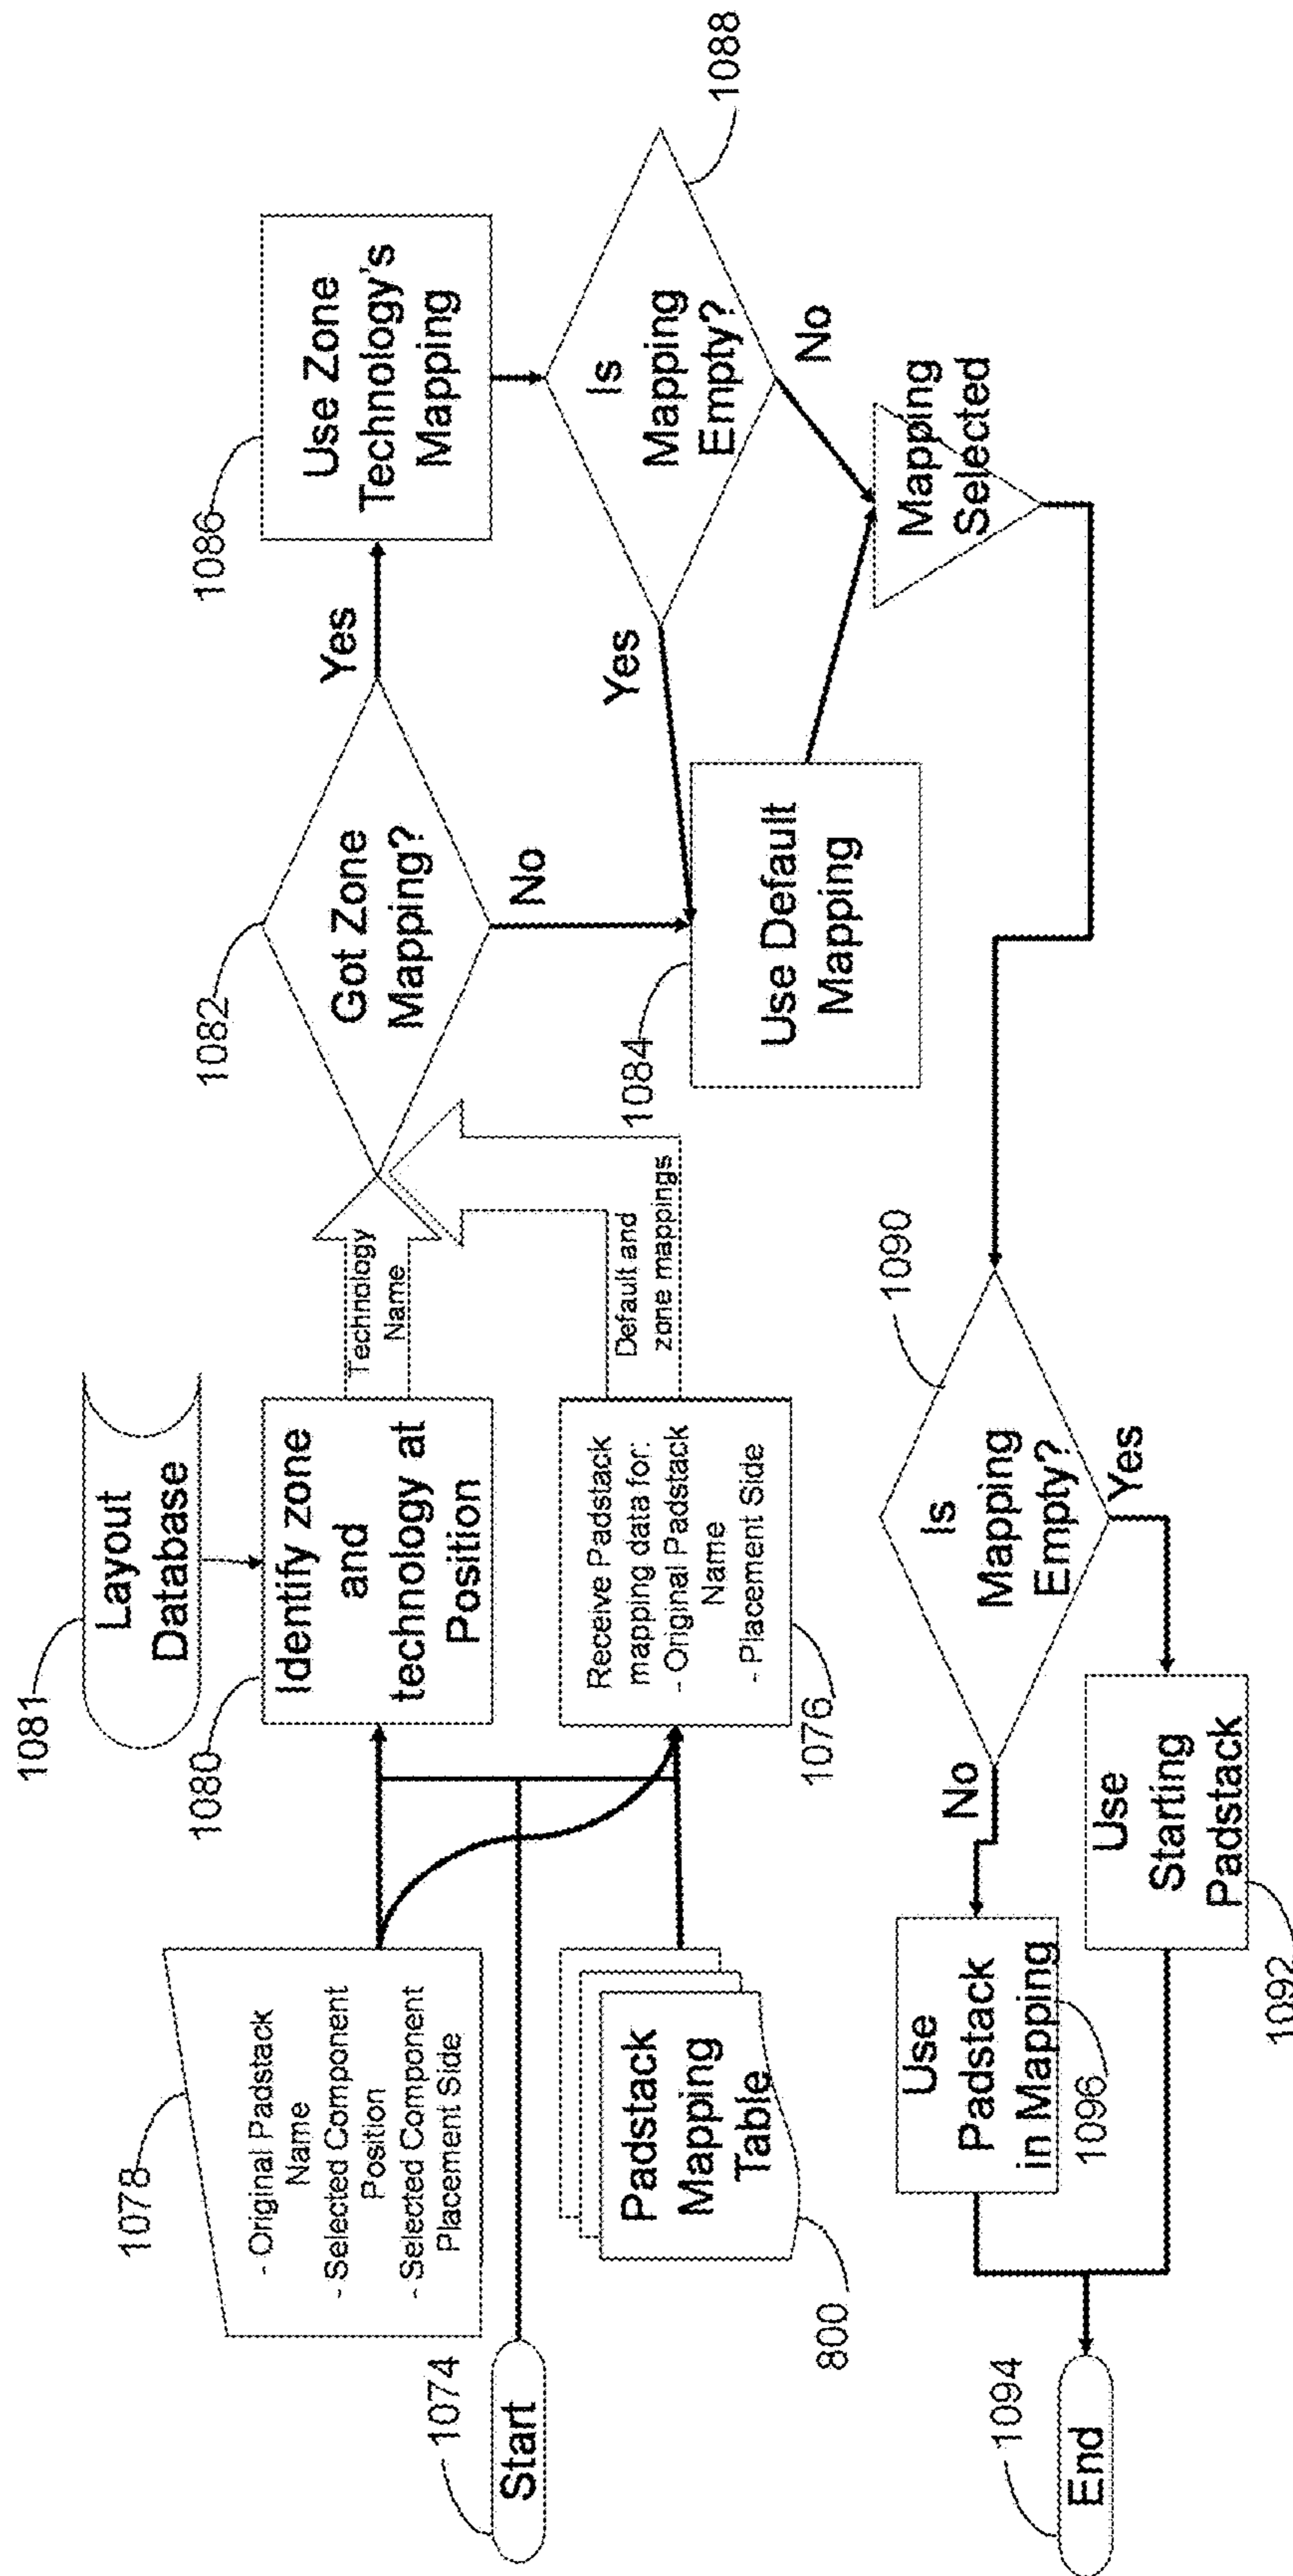 1081
Layout
Database
1080
Identify zone
and
technology at
Position
Technology
Name
1082
Got Zone
Mapping?
Yes
No
1086
Use Zone
Technology's
Mapping
1088
Is
Mapping
Empty?
Yes
No
1084
Use Default
Mapping
Mapping
Selected
1078
- Original Padstack
Name
- Selected Component
Position
- Selected Component
Placement Side
1074
Start
Padstack
Mapping
Table
800
Receive Padstack
mapping data for:
- Original Padstack
Name
- Placement Side
1076
Default and
zone mappings
1090
Is
Mapping
Empty?
No
Yes
Use
Padstack
in Mapping
1096
Use
Starting
Padstack
1092
1094
End